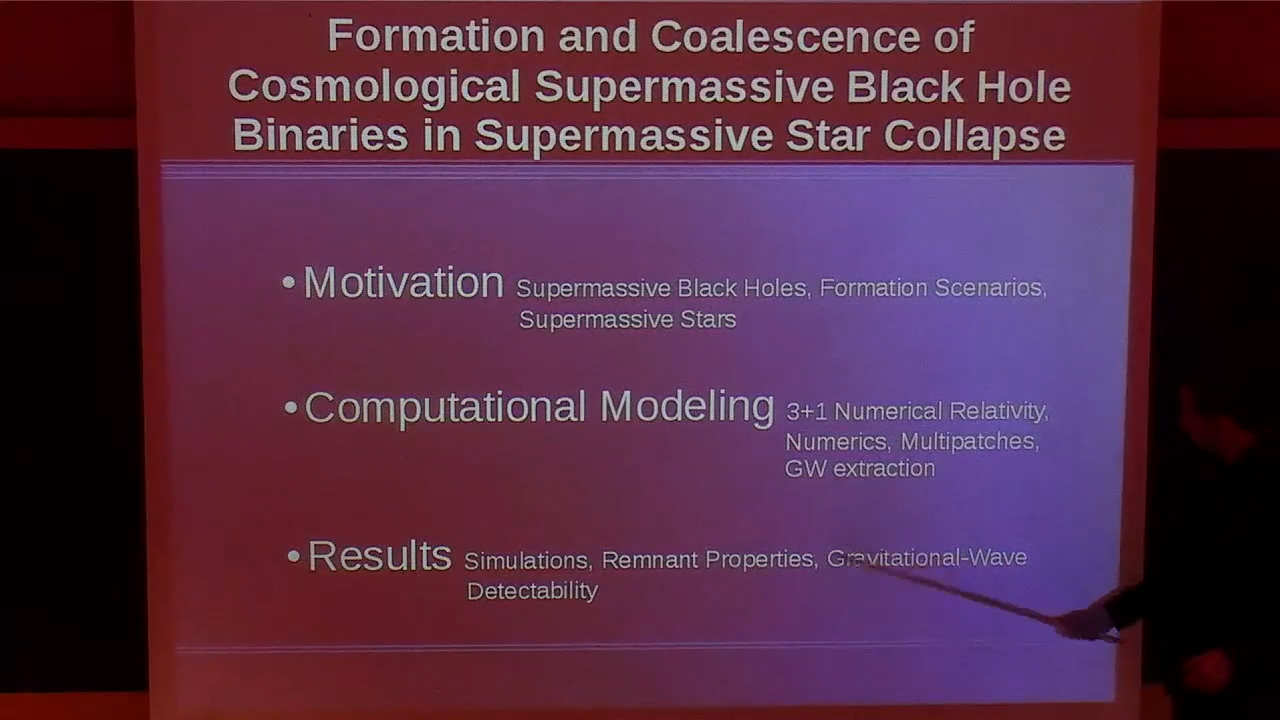 Formation and Coalescence of
Cosmological Supermassive Black Hole
Binaries in Supermassive Star Collapse
• Motivation Supermassive Black Holes, Formation Scenarios,
Supermassive Stars
• Computational Modeling 3+1 Numerical Relativity,
Numerics, Multipatches,
GW extraction
• Results Simulations, Remnant Properties, Gravitational-Wave
Detectability